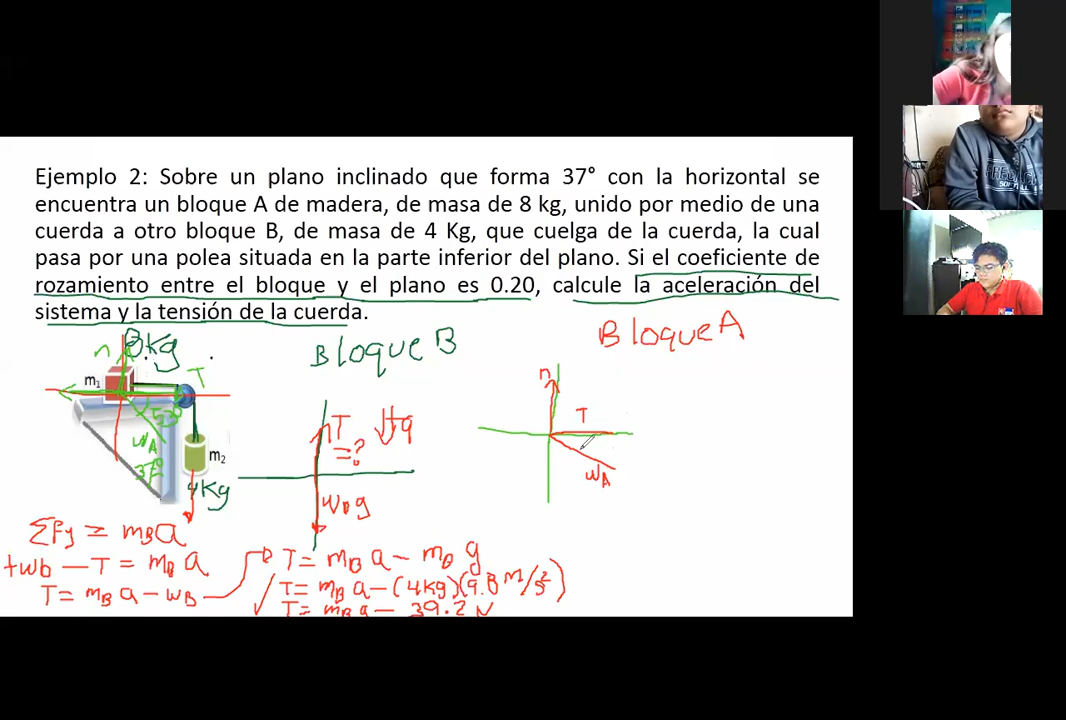 Ejemplo 2: Sobre un plano inclinado que forma 37° con la horizontal se
encuentra un bloque A de madera, de masa de 8 kg, unido por medio de una
cuerda a otro bloque B, de masa de 4 Kg, que cuelga de la cuerda, la cual
pasa por una polea situada en la parte inferior del plano. Si el coeficiente de
rozamiento entre el bloque y el plano es 0.20, calcule la aceleración del
sistema y la tensión de la cuerda.
n 8Kg
m₁
T
53°
WA
37°
m₂
4Kg
Bloque B
T
=?
+a
WBg
Bloque A
n
T
WA
ΣFy = mBa
+Wb - T = mB a
T = mB a - WB
T = mB a - mB g
T = mB a - (4Kg)(9.8 M/s²)
T = mB a - 39.2 N